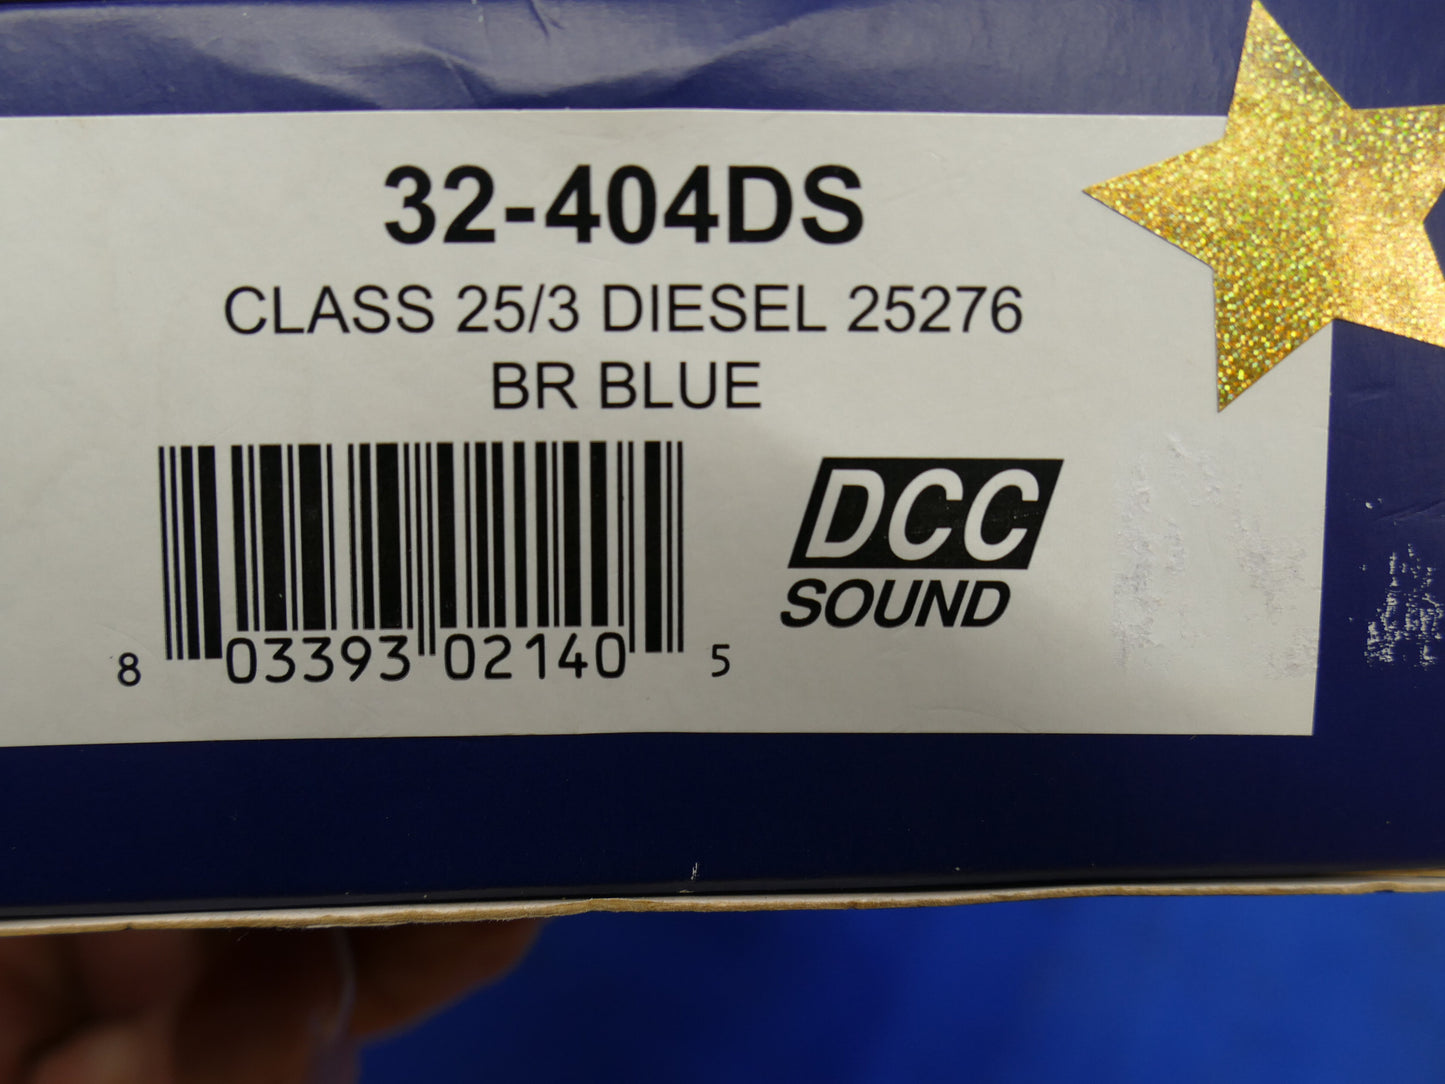 32-404DS
CLASS 25/3 DIESEL 25276
BR BLUE
DCC
SOUND
8 03393 02140 5